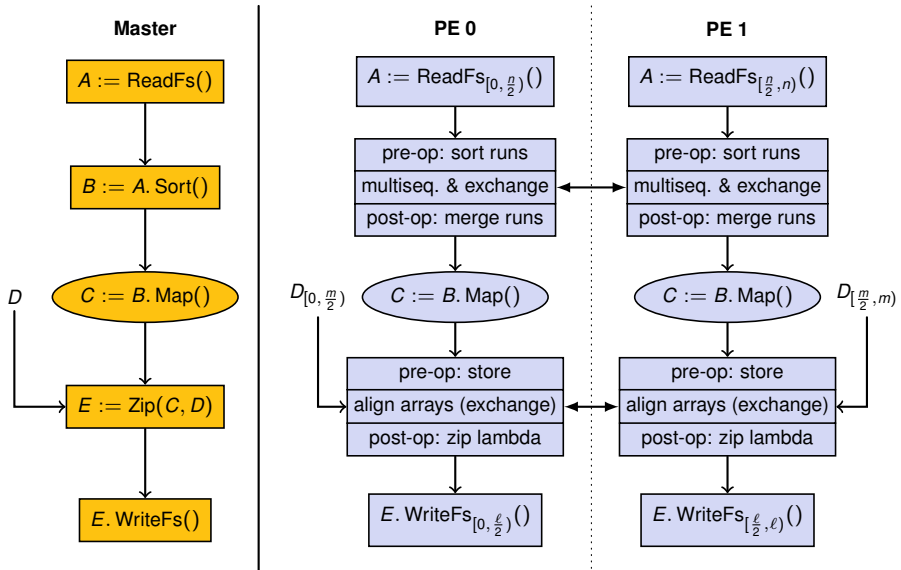 Master
A := ReadFs()
B := A. Sort()
C := B. Map()
D
E := Zip(C, D)
E. WriteFs()
PE 0
A := ReadFs[0, n/2)()
pre-op: sort runs
multiseq. & exchange
post-op: merge runs
C := B. Map()
D[0, m/2)
pre-op: store
align arrays (exchange)
post-op: zip lambda
E. WriteFs[0, ℓ/2)()
PE 1
A := ReadFs[n/2, n)()
pre-op: sort runs
multiseq. & exchange
post-op: merge runs
C := B. Map()
D[m/2, m)
pre-op: store
align arrays (exchange)
post-op: zip lambda
E. WriteFs[ℓ/2, ℓ)()